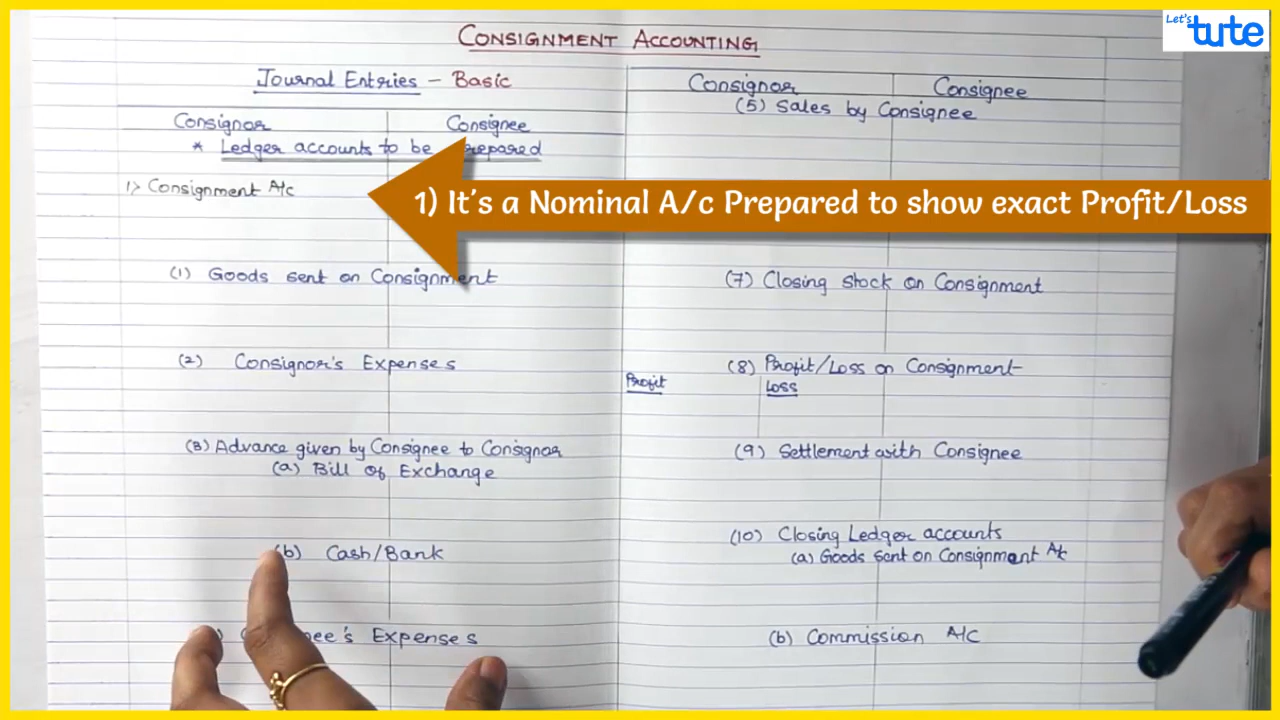 Let's
tute
CONSIGNMENT ACCOUNTING
Journal Entries - Basic
Consignor Consignee
* Ledger accounts to be prepared
1) Consignment A/c
1) It's a Nominal A/c Prepared to show exact Profit/Loss
(1) Goods sent on Consignment
(2) Consignor's Expenses
(3) Advance given by Consignee to Consignor
(a) Bill of Exchange
(b) Cash/Bank
Expenses
Consignor Consignee
(5) Sales by Consignee
(7) Closing stock on Consignment
(8) Profit/Loss on Consignment
Profit Loss
(9) Settlement with Consignee
(10) Closing Ledger accounts
(a) Goods sent on Consignment A/c
(b) Commission A/C